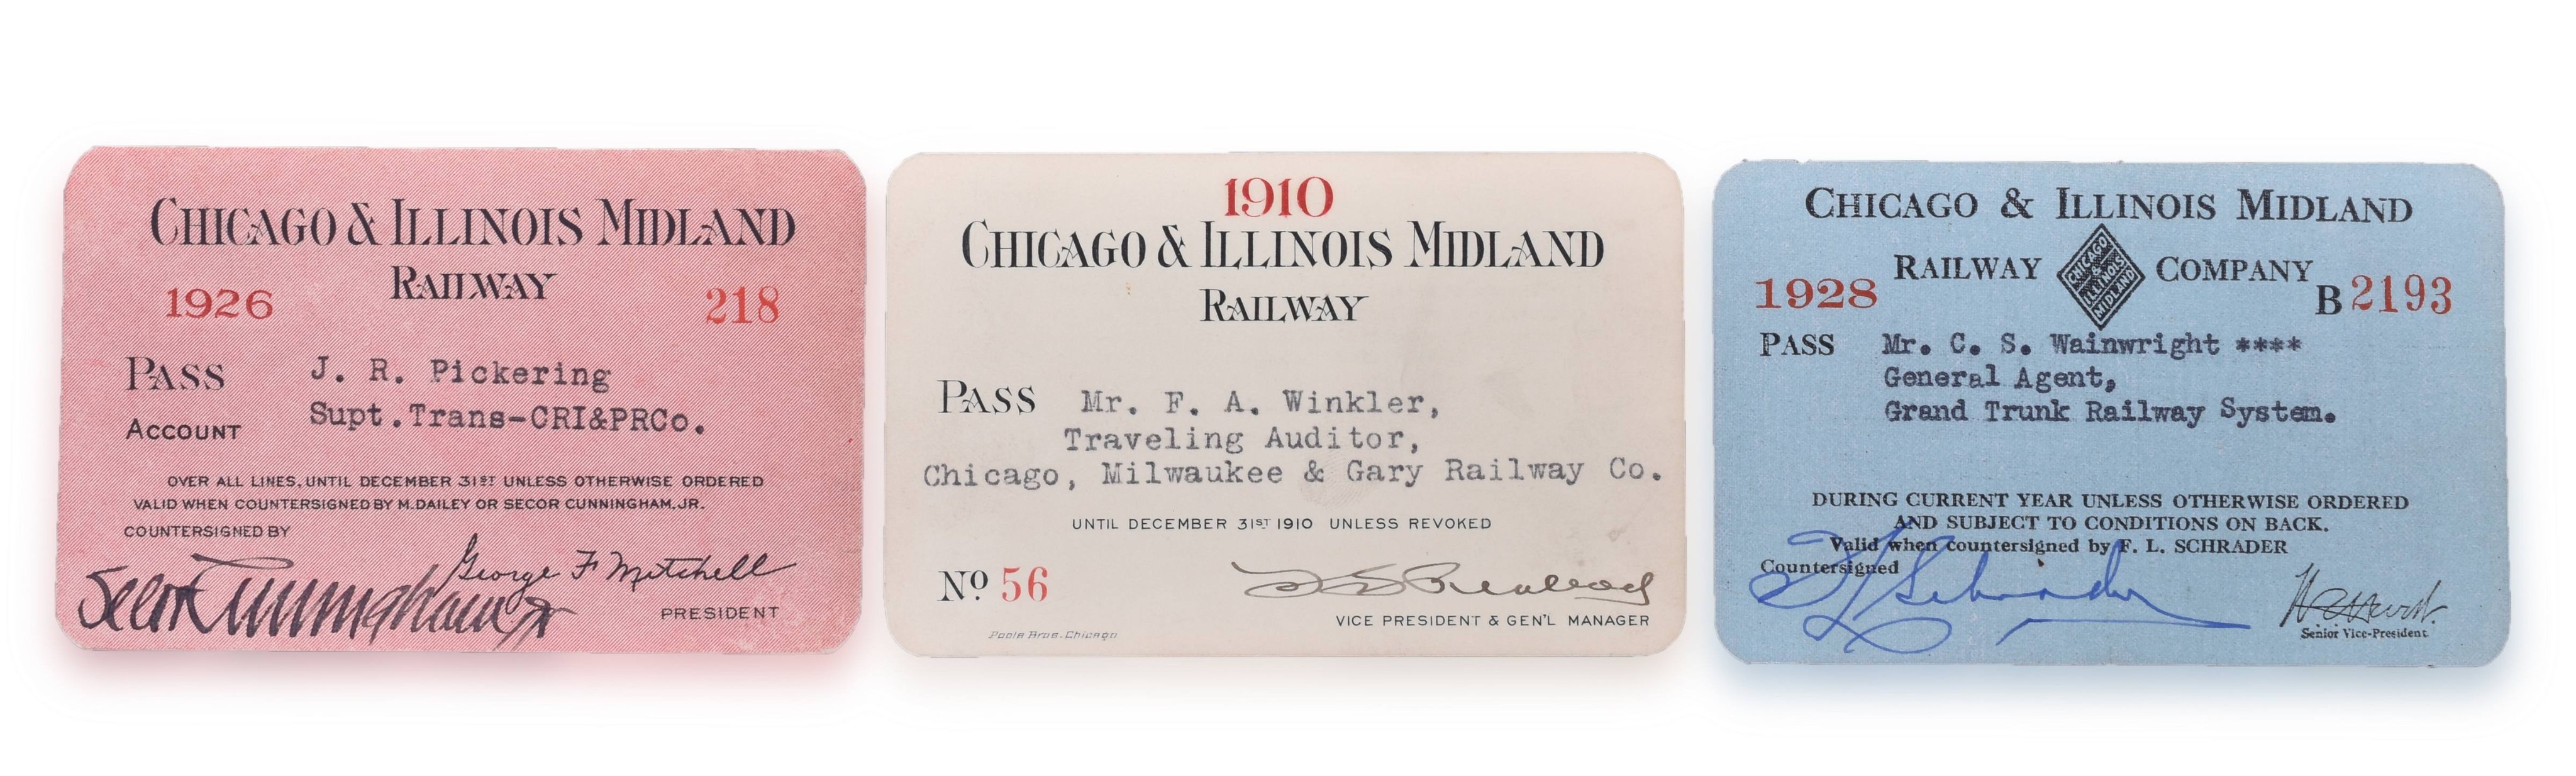 CHICAGO & ILLINOIS MIDLAND
RAILWAY
1926
218
PASS
J. R. Pickering
ACCOUNT
Supt.Trans-CRI&PRCo.
OVER ALL LINES, UNTIL DECEMBER 31ST UNLESS OTHERWISE ORDERED
VALID WHEN COUNTERSIGNED BY M. DAILEY OR SECOR CUNNINGHAM, JR.
COUNTERSIGNED BY
George F Mitchell
Secor Cunningham Jr
PRESIDENT
1910
CHICAGO & ILLINOIS MIDLAND
RAILWAY
PASS Mr. F. A. Winkler,
Traveling Auditor,
Chicago, Milwaukee & Gary Railway Co.
UNTIL DECEMBER 31ST 1910 UNLESS REVOKED
No. 56
VICE PRESIDENT & GEN'L MANAGER
Poole Bros. Chicago
CHICAGO & ILLINOIS MIDLAND
RAILWAY COMPANY
CHICAGO & ILLINOIS MIDLAND
1928
B2193
PASS Mr. C. S. Wainwright ****
General Agent,
Grand Trunk Railway System.
DURING CURRENT YEAR UNLESS OTHERWISE ORDERED
AND SUBJECT TO CONDITIONS ON BACK.
Valid when countersigned by F. L. SCHRADER
Countersigned
F L Schrader
Senior Vice-President